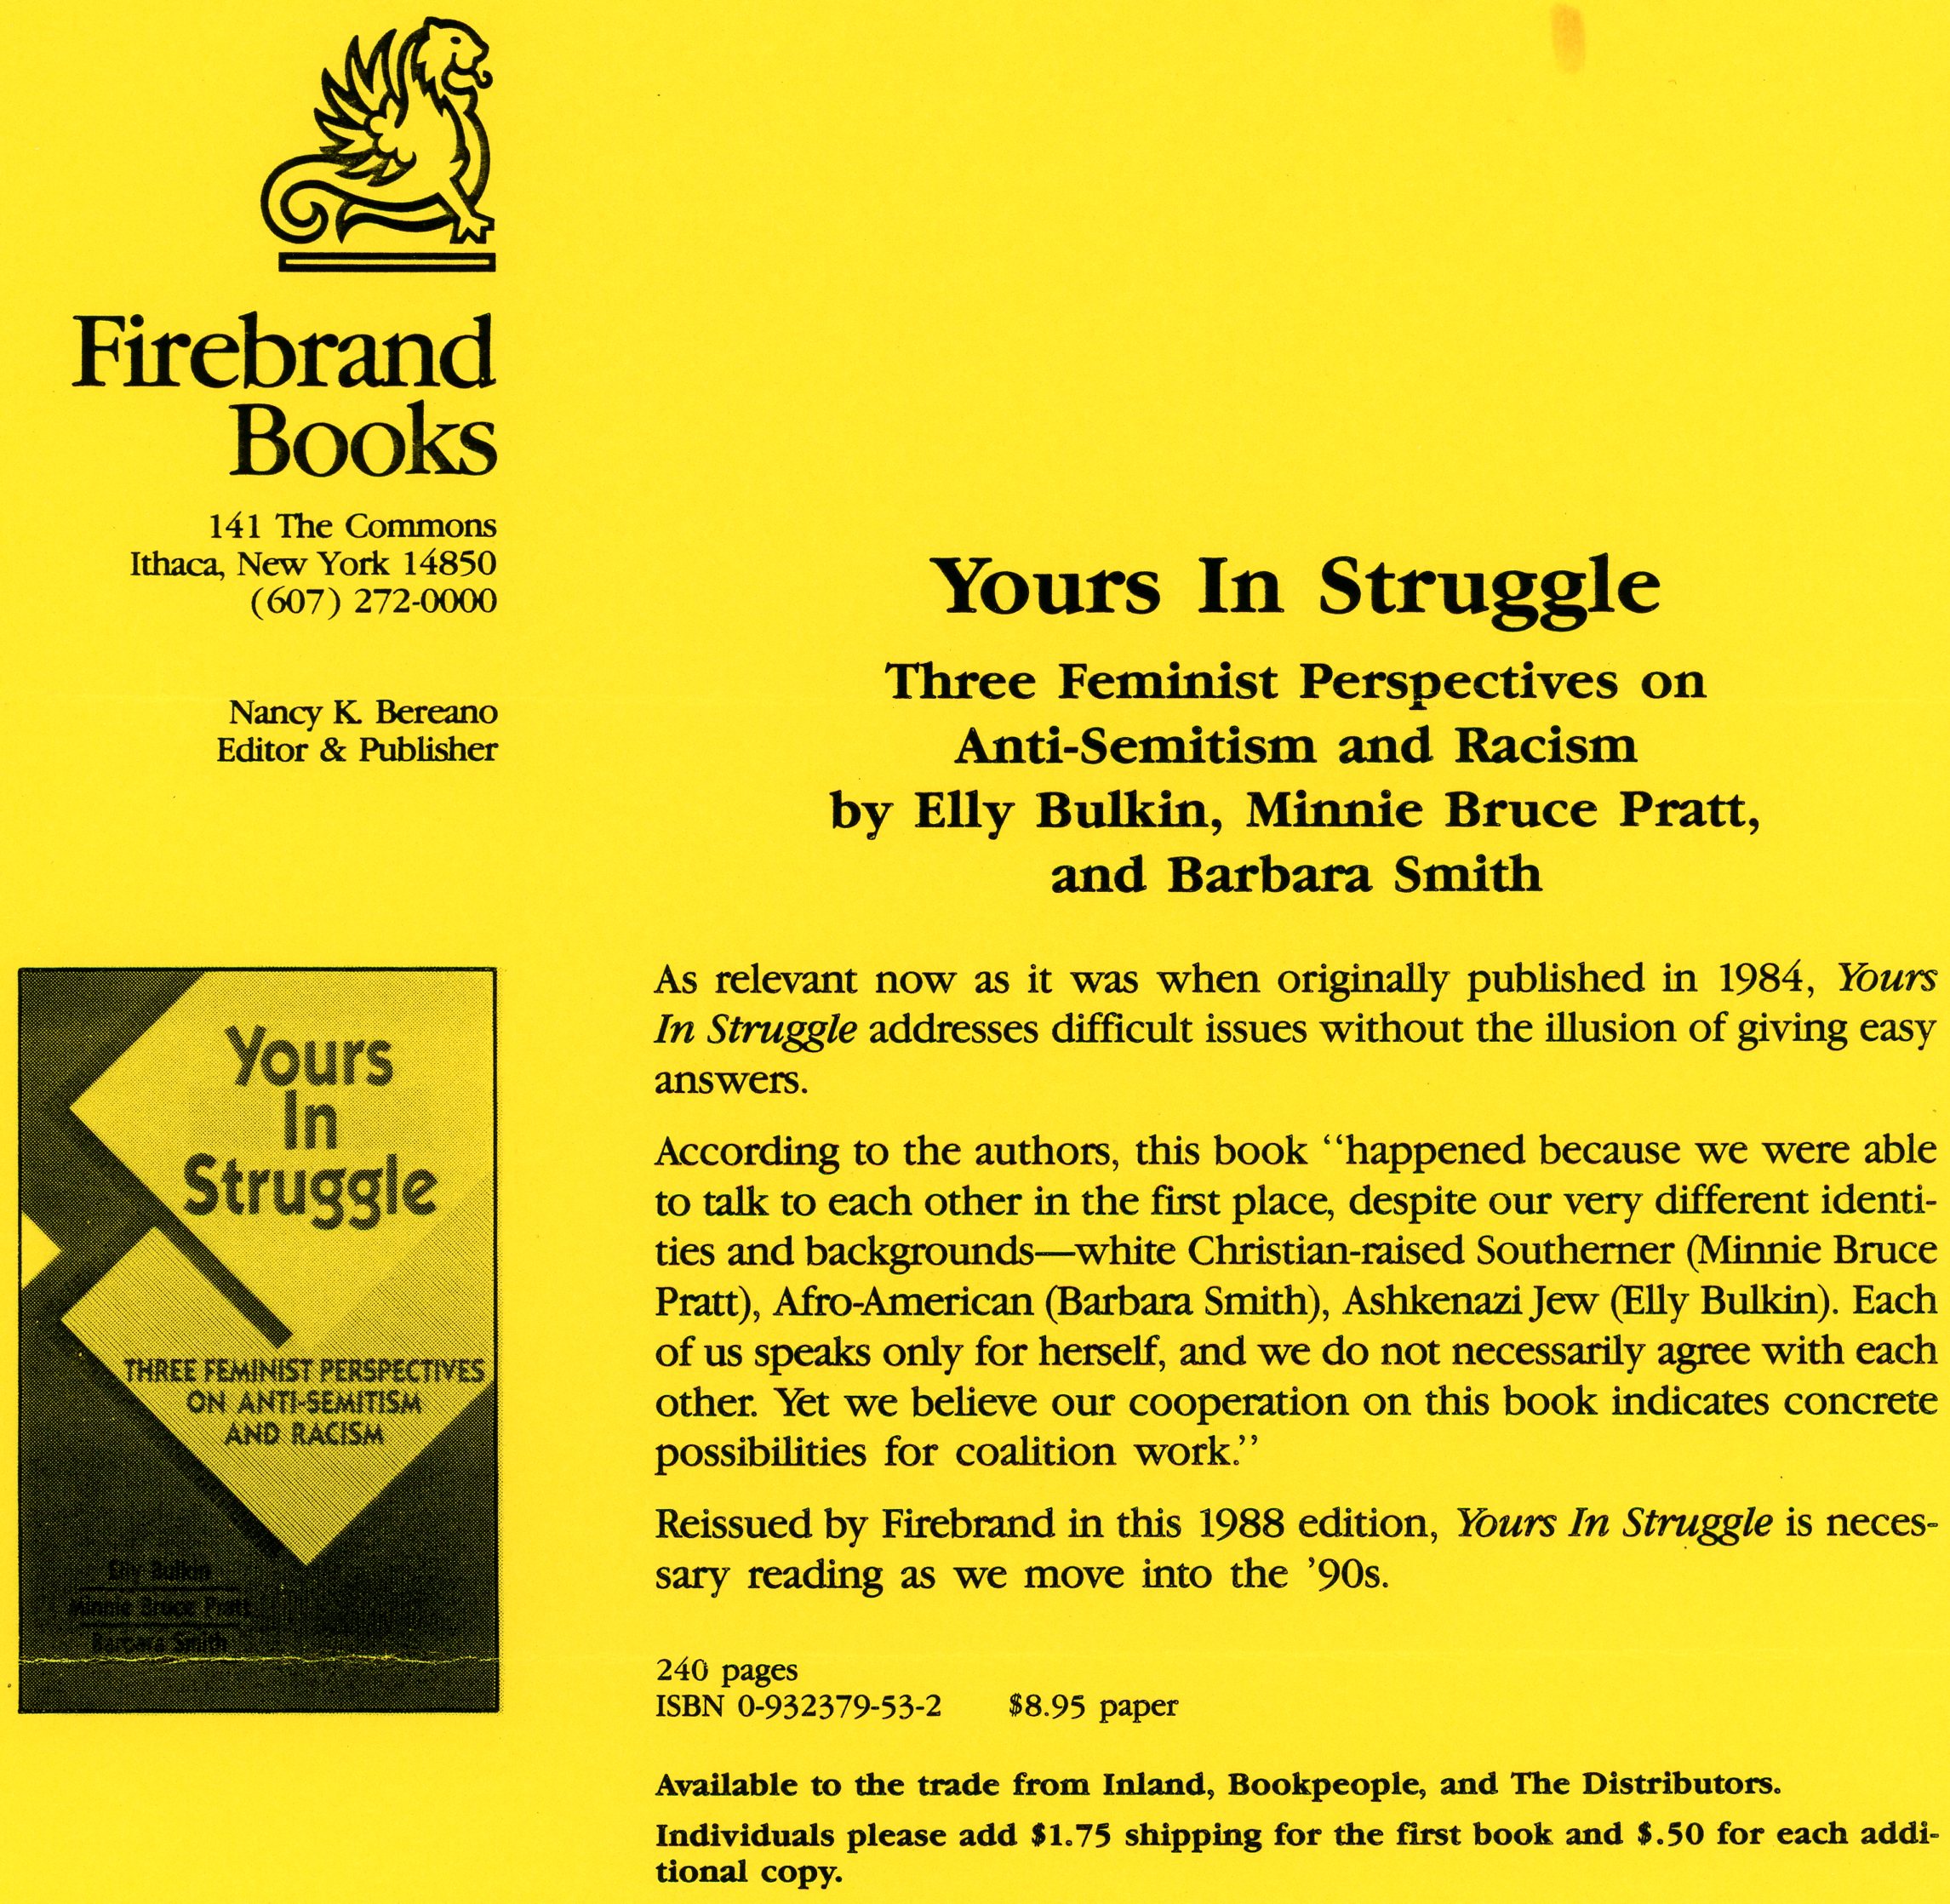 Firebrand
Books
141 The Commons
Ithaca, New York 14850
(607) 272-0000
Nancy K. Bereano
Editor & Publisher
Yours In Struggle
Three Feminist Perspectives on
Anti-Semitism and Racism
by Elly Bulkin, Minnie Bruce Pratt,
and Barbara Smith
Yours
In
Struggle
THREE FEMINIST PERSPECTIVES
ON ANTI-SEMITISM
AND RACISM
Elly Bulkin
Minnie Bruce Pratt
Barbara Smith
As relevant now as it was when originally published in 1984, Yours
In Struggle addresses difficult issues without the illusion of giving easy
answers.
According to the authors, this book “happened because we were able
to talk to each other in the first place, despite our very different identi-
ties and backgrounds—white Christian-raised Southerner (Minnie Bruce
Pratt), Afro-American (Barbara Smith), Ashkenazi Jew (Elly Bulkin). Each
of us speaks only for herself, and we do not necessarily agree with each
other. Yet we believe our cooperation on this book indicates concrete
possibilities for coalition work.”
Reissued by Firebrand in this 1988 edition, Yours In Struggle is neces-
sary reading as we move into the ’90s.
240 pages
ISBN 0-932379-53-2 $8.95 paper
Available to the trade from Inland, Bookpeople, and The Distributors.
Individuals please add $1.75 shipping for the first book and $.50 for each addi-
tional copy.